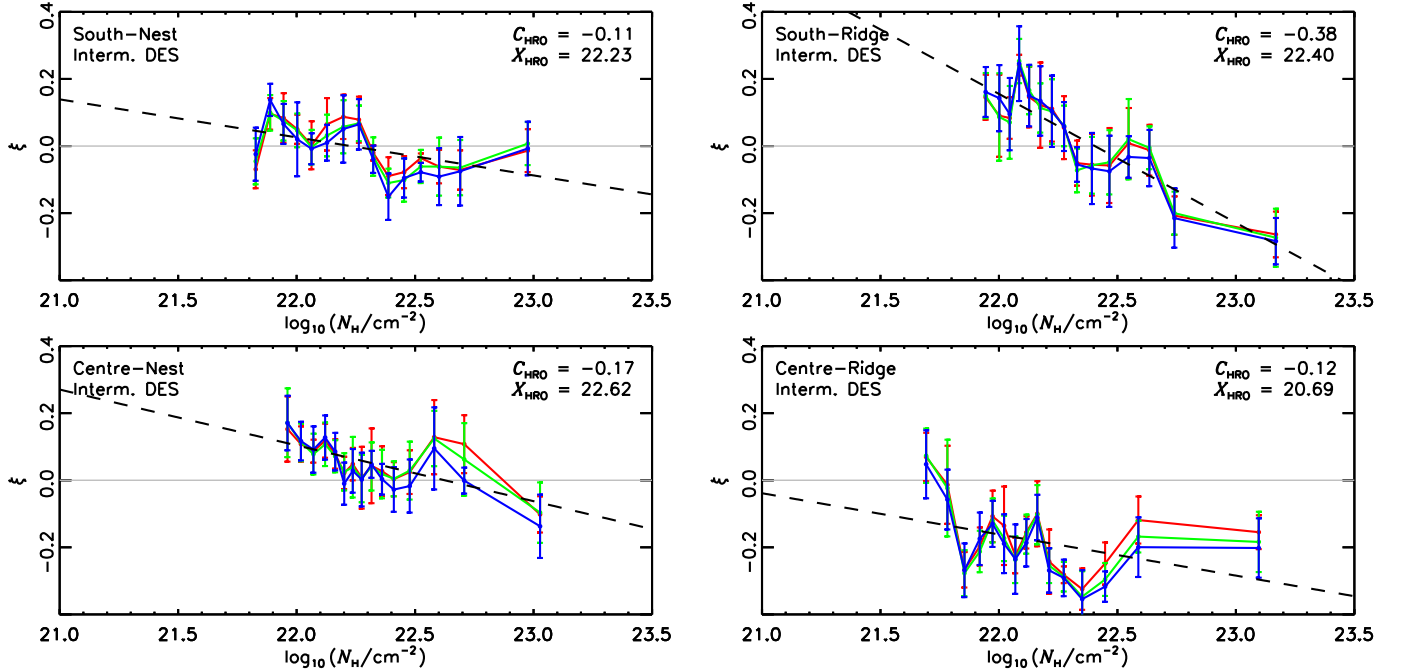 South-Nest
Interm. DES
C_HRO = -0.11
X_HRO = 22.23
0.4
0.2
0.0
-0.2
ξ
21.0 21.5 22.0 22.5 23.0 23.5
log₁₀(N_H/cm⁻²)
South-Ridge
Interm. DES
C_HRO = -0.38
X_HRO = 22.40
0.4
0.2
0.0
-0.2
ξ
21.0 21.5 22.0 22.5 23.0 23.5
log₁₀(N_H/cm⁻²)
Centre-Nest
Interm. DES
C_HRO = -0.17
X_HRO = 22.62
0.4
0.2
0.0
-0.2
ξ
21.0 21.5 22.0 22.5 23.0 23.5
log₁₀(N_H/cm⁻²)
Centre-Ridge
Interm. DES
C_HRO = -0.12
X_HRO = 20.69
0.4
0.2
0.0
-0.2
ξ
21.0 21.5 22.0 22.5 23.0 23.5
log₁₀(N_H/cm⁻²)